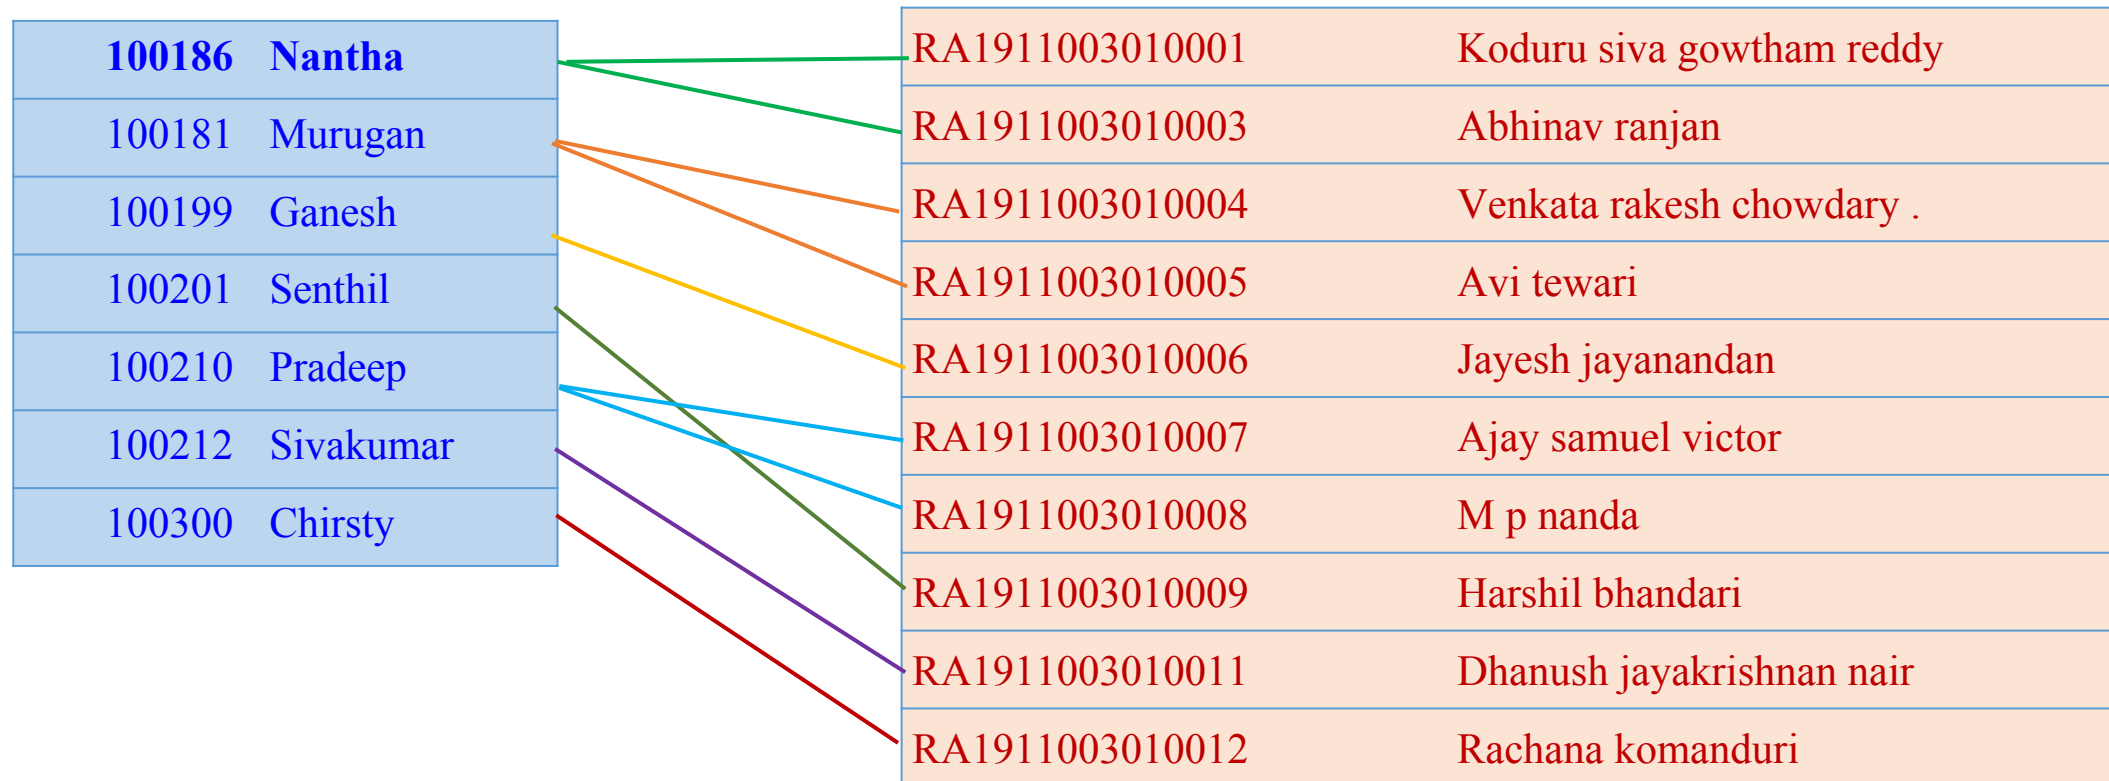 100186 Nantha
100181 Murugan
100199 Ganesh
100201 Senthil
100210 Pradeep
100212 Sivakumar
100300 Chirsty
RA1911003010001 Koduru siva gowtham reddy
RA1911003010003 Abhinav ranjan
RA1911003010004 Venkata rakesh chowdary .
RA1911003010005 Avi tewari
RA1911003010006 Jayesh jayanandan
RA1911003010007 Ajay samuel victor
RA1911003010008 M p nanda
RA1911003010009 Harshil bhandari
RA1911003010011 Dhanush jayakrishnan nair
RA1911003010012 Rachana komanduri